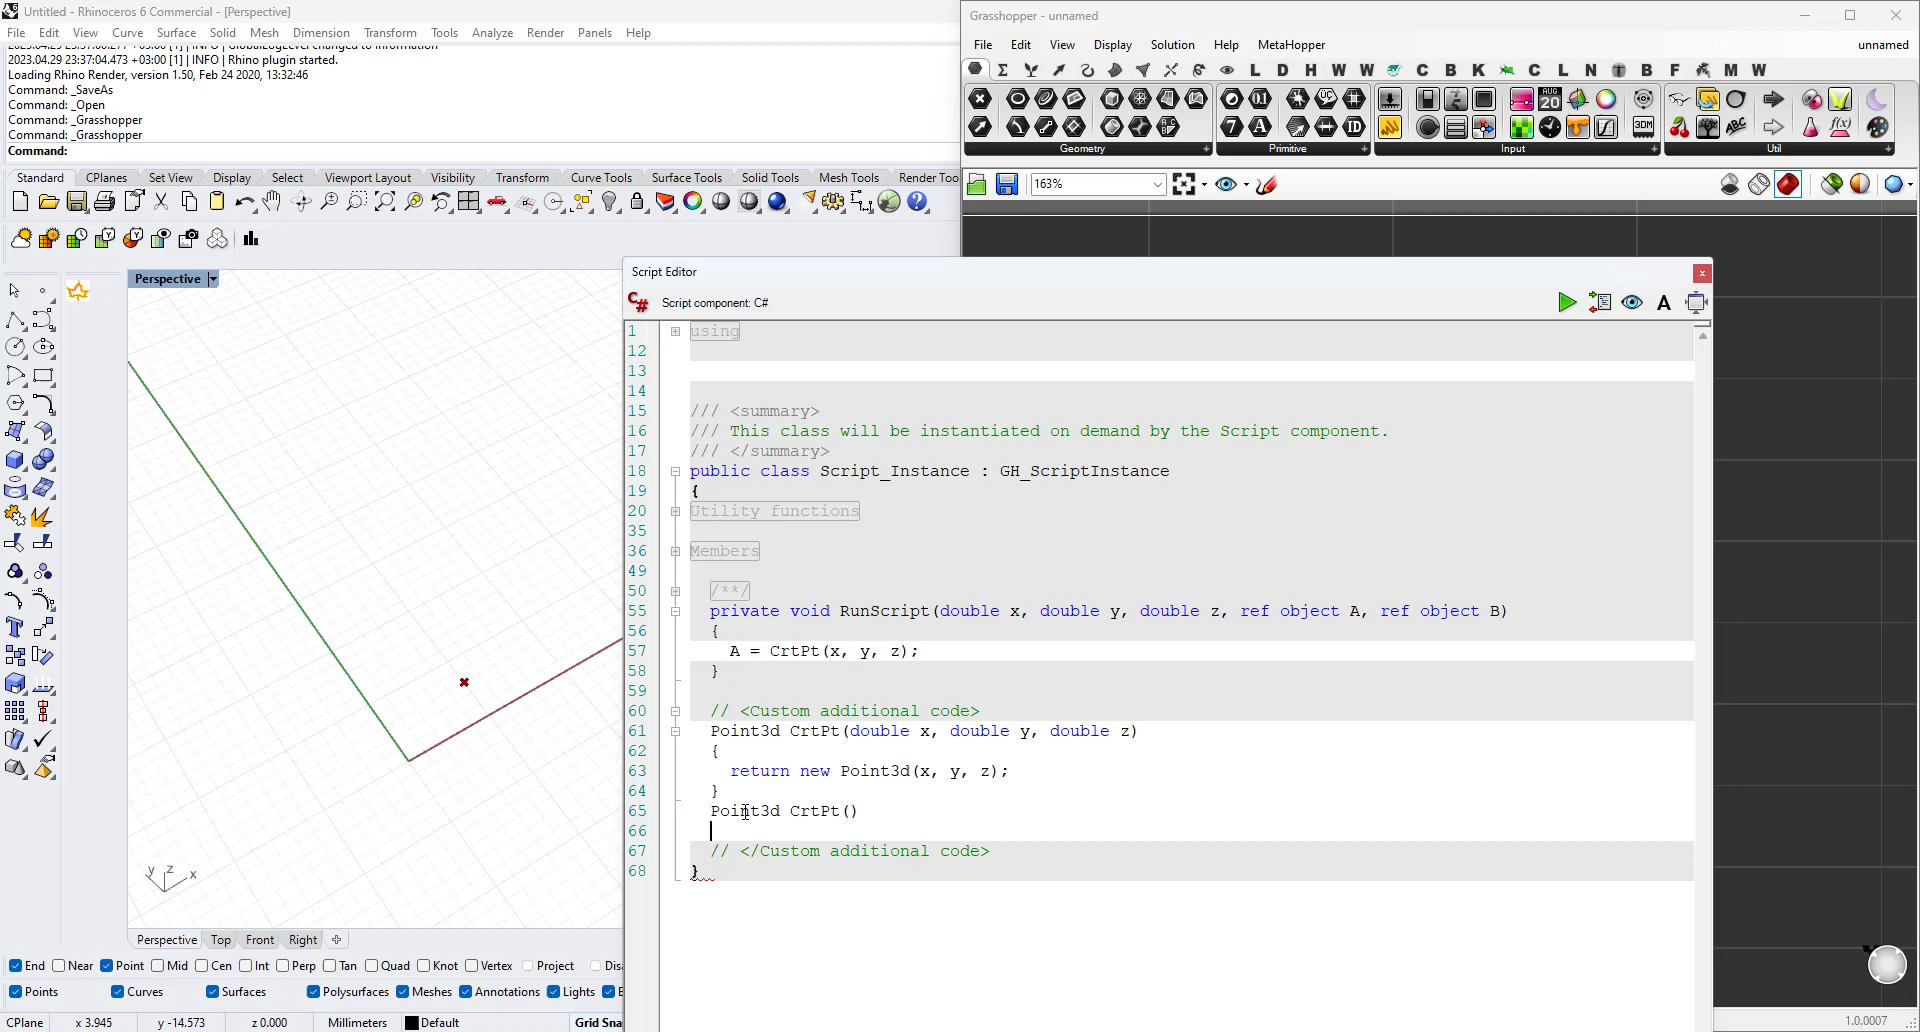 Untitled - Rhinoceros 6 Commercial - [Perspective]
File Edit View Curve Surface Solid Mesh Dimension Transform Tools Analyze Render Panels Help
2023.04.29 23:37:04.473 +03:00 [1] | INFO | Rhino plugin started.
Loading Rhino Render, version 1.50, Feb 24 2020, 13:32:46
Command: _SaveAs
Command: _Open
Command: _Grasshopper
Command: _Grasshopper
Command:
Standard CPlanes Set View Display Select Viewport Layout Visibility Transform Curve Tools Surface Tools Solid Tools Mesh Tools Render Too
Perspective
y z x
Perspective Top Front Right
End Near Point Mid Cen Int Perp Tan Quad Knot Vertex Project Disa
Points Curves Surfaces Polysurfaces Meshes Annotations Lights
CPlane x 3.945 y -14.573 z 0.000 Millimeters Default Grid Sna
Grasshopper - unnamed
File Edit View Display Solution Help MetaHopper unnamed
L D H W W C B K C L N B F M W
Geometry Primitive Input Util
163%
Script Editor
C# Script component: C#
1 using
12
13
14
15 /// <summary>
16 /// This class will be instantiated on demand by the Script component.
17 /// </summary>
18 public class Script_Instance : GH_ScriptInstance
19 {
20 Utility functions
35
36 Members
49
50 /**/
55 private void RunScript(double x, double y, double z, ref object A, ref object B)
56 {
57 A = CrtPt(x, y, z);
58 }
59
60 // <Custom additional code>
61 Point3d CrtPt(double x, double y, double z)
62 {
63 return new Point3d(x, y, z);
64 }
65 Point3d CrtPt()
66
67 // </Custom additional code>
68 }
1.0.0007